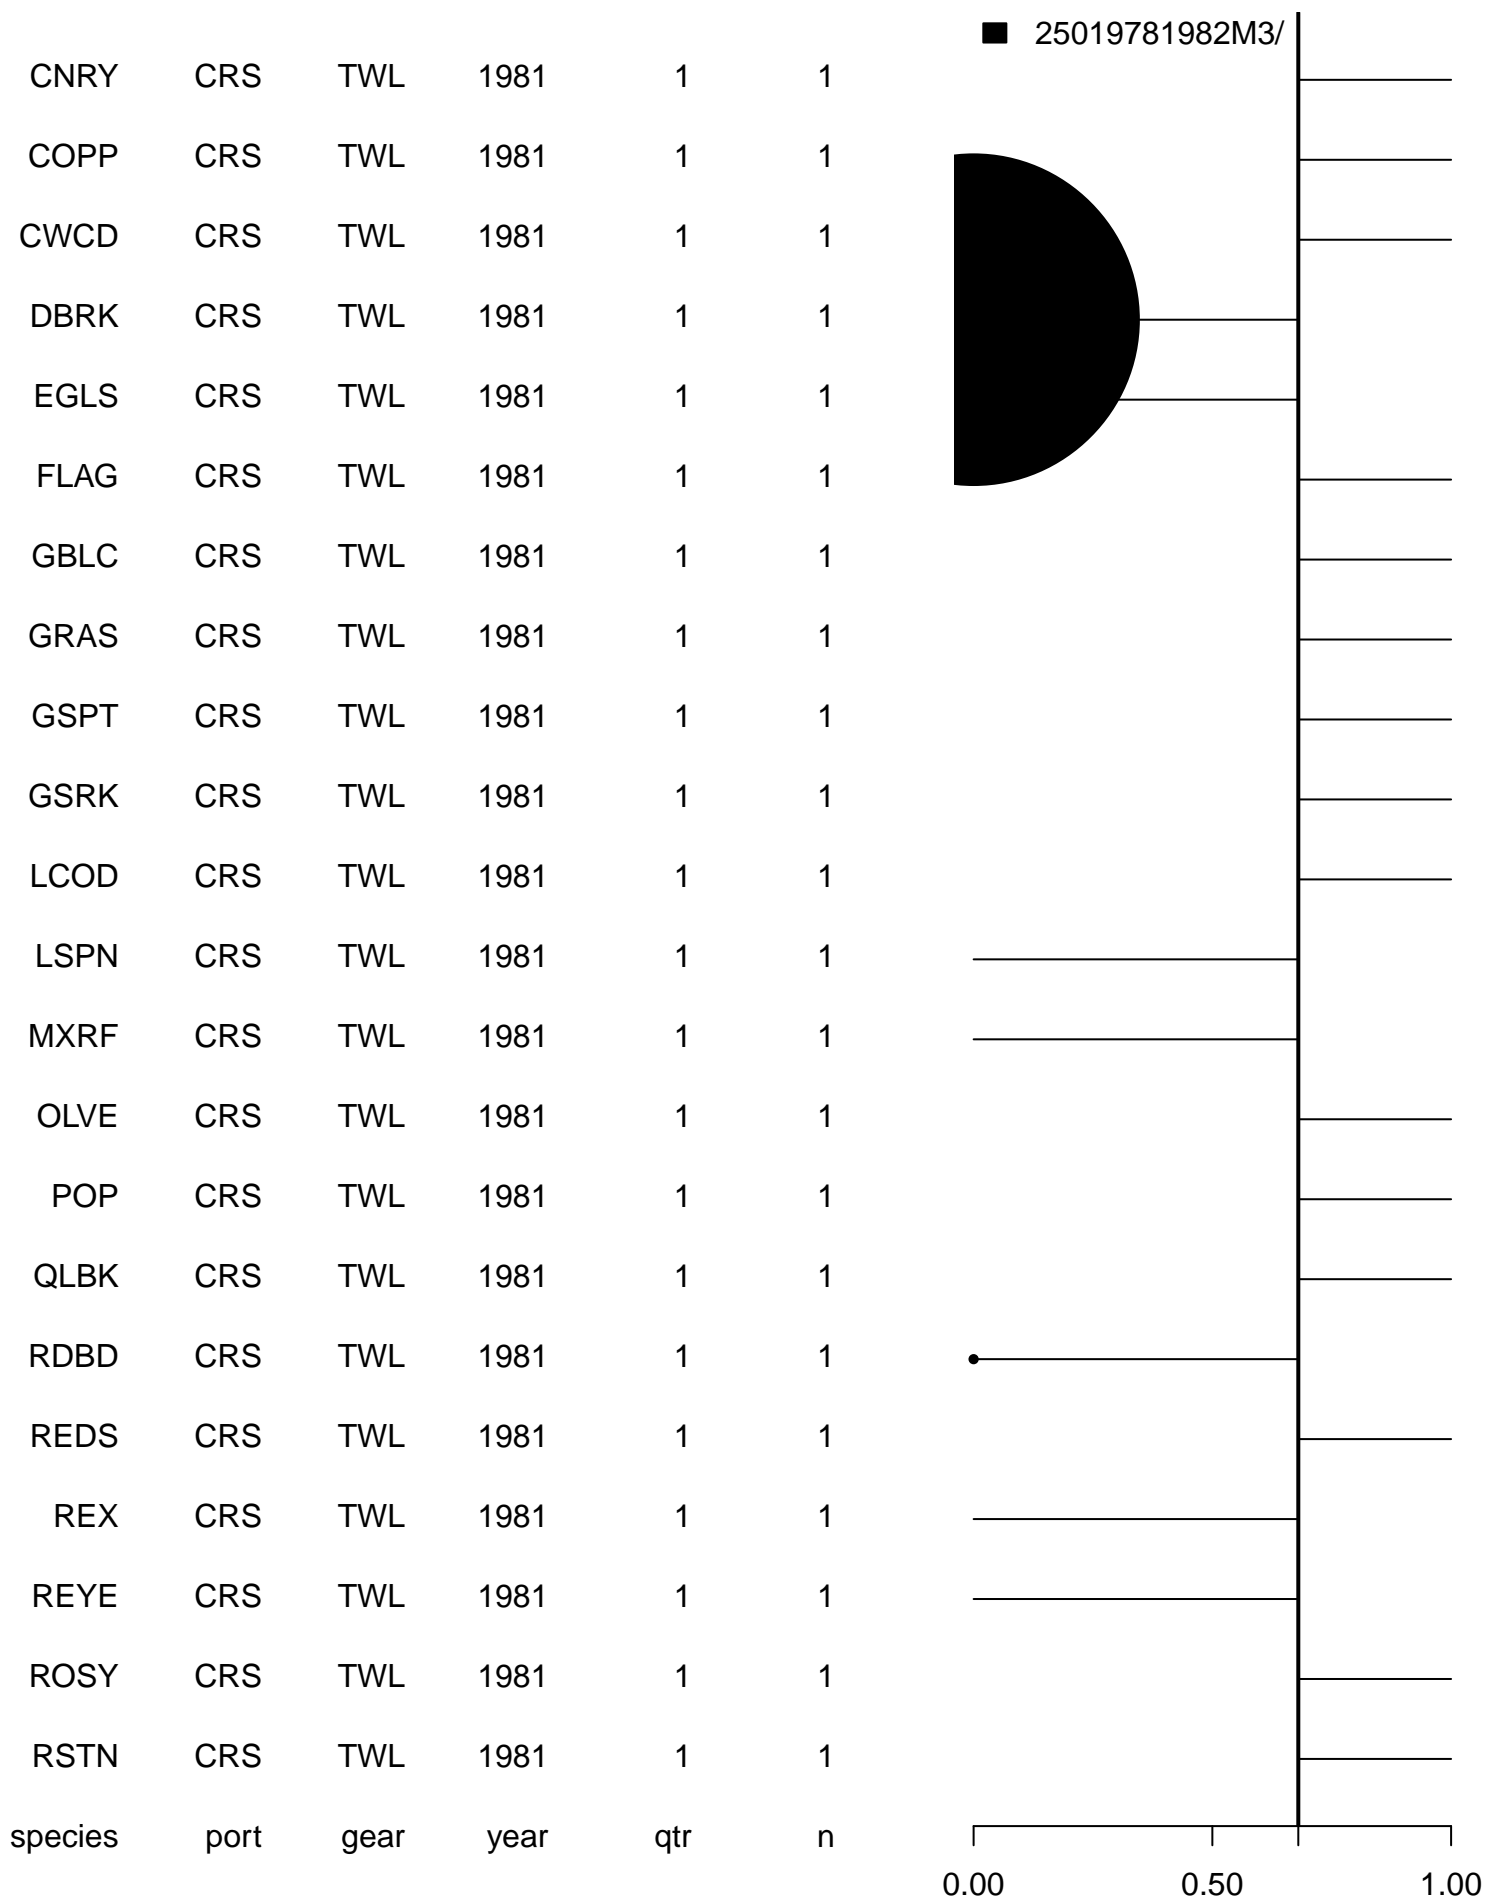 25019781982M3/
CNRY CRS TWL 1981 1 1
COPP CRS TWL 1981 1 1
CWCD CRS TWL 1981 1 1
DBRK CRS TWL 1981 1 1
EGLS CRS TWL 1981 1 1
FLAG CRS TWL 1981 1 1
GBLC CRS TWL 1981 1 1
GRAS CRS TWL 1981 1 1
GSPT CRS TWL 1981 1 1
GSRK CRS TWL 1981 1 1
LCOD CRS TWL 1981 1 1
LSPN CRS TWL 1981 1 1
MXRF CRS TWL 1981 1 1
OLVE CRS TWL 1981 1 1
POP CRS TWL 1981 1 1
QLBK CRS TWL 1981 1 1
RDBD CRS TWL 1981 1 1
REDS CRS TWL 1981 1 1
REX CRS TWL 1981 1 1
REYE CRS TWL 1981 1 1
ROSY CRS TWL 1981 1 1
RSTN CRS TWL 1981 1 1
species port gear year qtr n
0.00 0.50 1.00